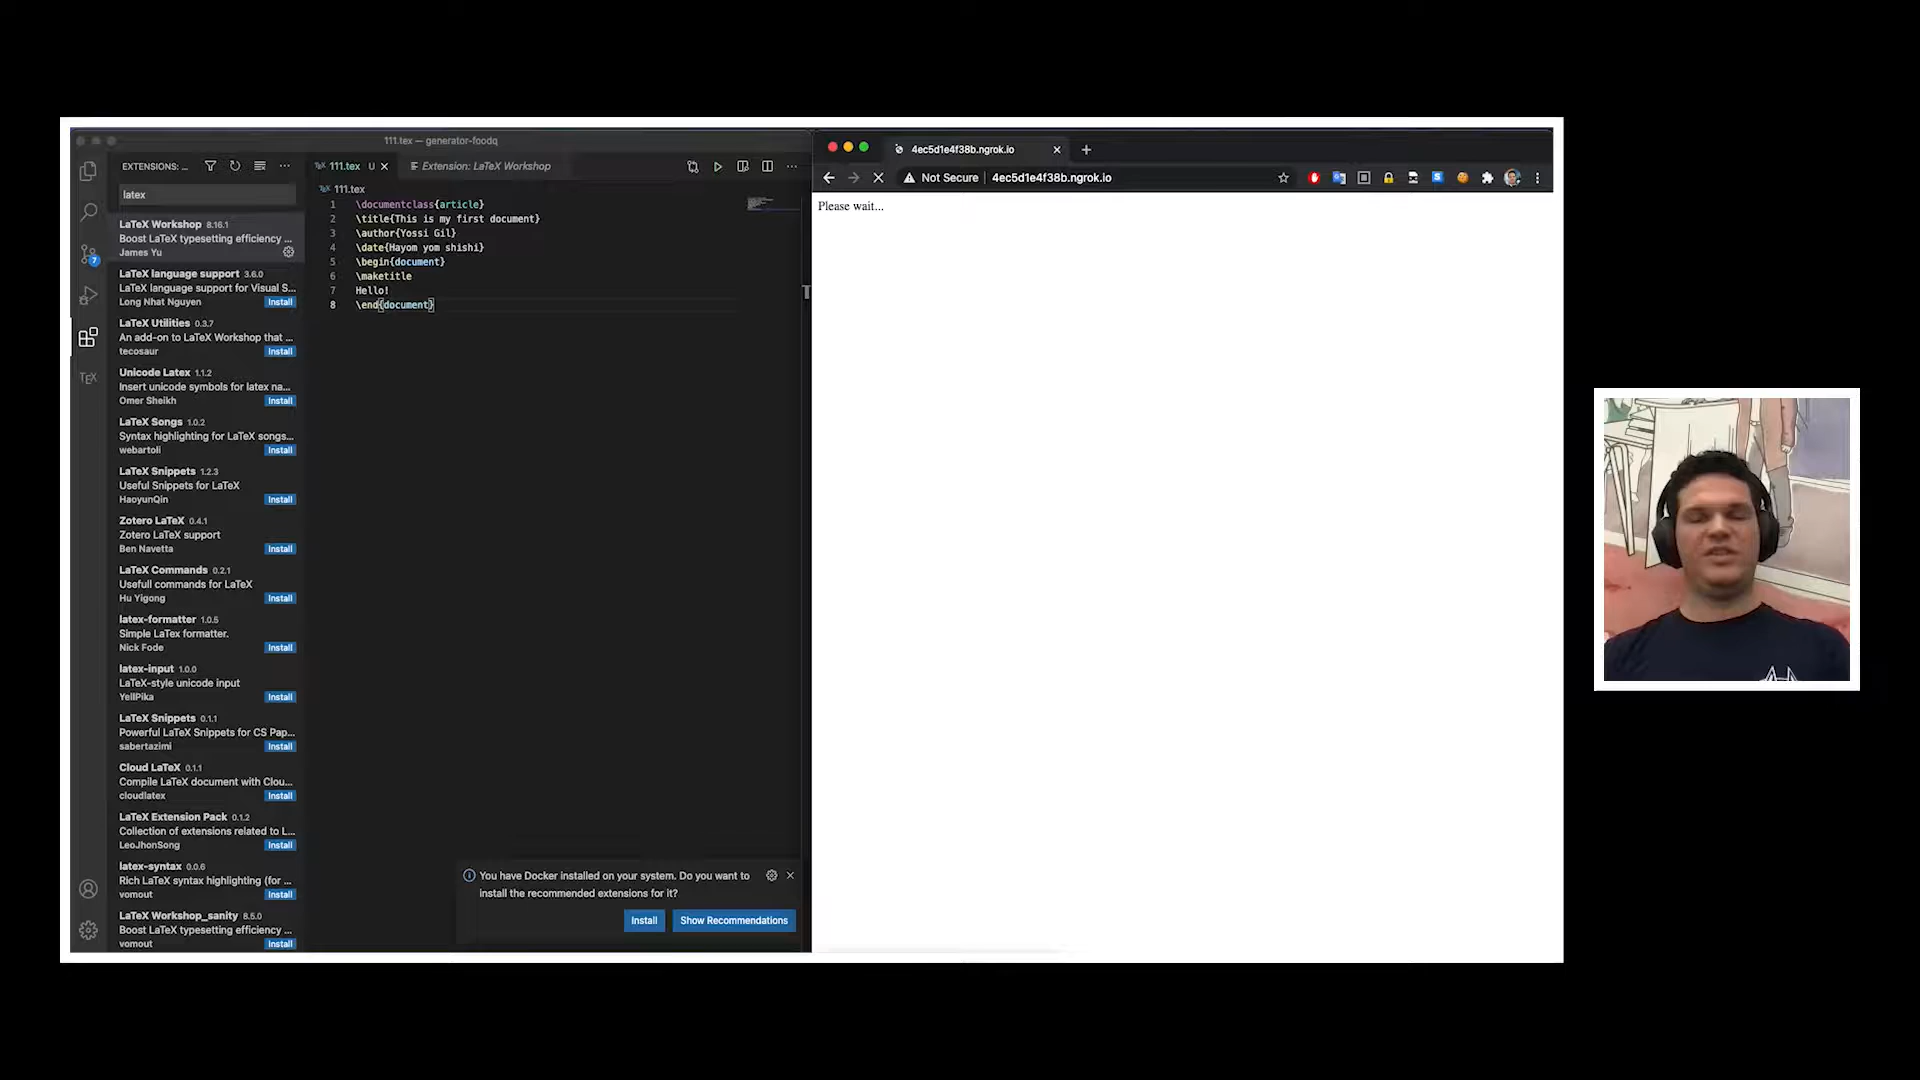 111.tex — generator-foodq
EXTENSIONS: ...
latex
LaTeX Workshop 8.16.1
Boost LaTeX typesetting efficiency ...
James Yu
LaTeX language support 3.6.0
LaTeX language support for Visual S...
Long Nhat Nguyen Install
LaTeX Utilities 0.3.7
An add-on to LaTeX Workshop that ...
tecosaur Install
Unicode Latex 1.1.2
Insert unicode symbols for latex na...
Omer Sheikh Install
LaTeX Songs 1.0.2
Syntax highlighting for LaTeX songs...
webartoli Install
LaTeX Snippets 1.2.3
Useful Snippets for LaTeX
HaoyunQin Install
Zotero LaTeX 0.4.1
Zotero LaTeX support
Ben Navetta Install
LaTeX Commands 0.2.1
Usefull commands for LaTeX
Hu Yigong Install
latex-formatter 1.0.5
Simple LaTex formatter.
Nick Fode Install
latex-input 1.0.0
LaTeX-style unicode input
YellPika Install
LaTeX Snippets 0.1.1
Powerful LaTeX Snippets for CS Pap...
sabertazimi Install
Cloud LaTeX 0.1.1
Compile LaTeX document with Clou...
cloudlatex Install
LaTeX Extension Pack 0.1.2
Collection of extensions related to L...
LeoJhonSong Install
latex-syntax 0.0.6
Rich LaTeX syntax highlighting (for ...
vomout Install
LaTeX Workshop_sanity 8.5.0
Boost LaTeX typesetting efficiency ...
vomout Install
7
TEX
TEX 111.tex U Extension: LaTeX Workshop
TEX 111.tex
1 \documentclass{article}
2 \title{This is my first document}
3 \author{Yossi Gil}
4 \date{Hayom yom shishi}
5 \begin{document}
6 \maketitle
7 Hello!
8 \end{document}
You have Docker installed on your system. Do you want to
install the recommended extensions for it?
Install Show Recommendations
4ec5d1e4f38b.ngrok.io
Not Secure 4ec5d1e4f38b.ngrok.io
Please wait...